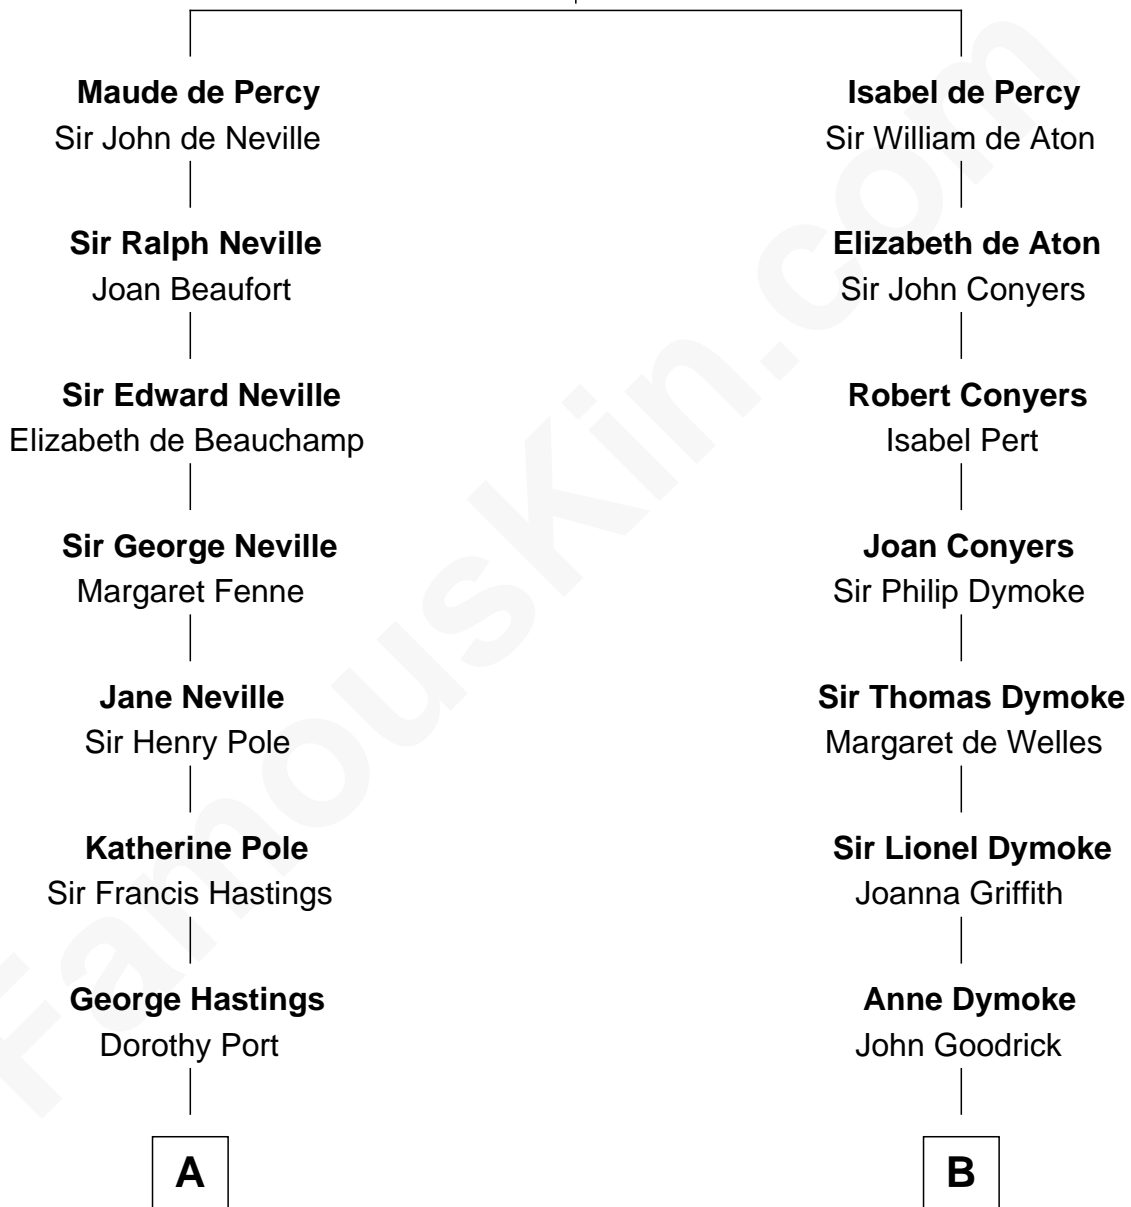 Maude de Percy
Sir John de Neville
Sir Ralph Neville
Joan Beaufort
Sir Edward Neville
Elizabeth de Beauchamp
Sir George Neville
Margaret Fenne
Jane Neville
Sir Henry Pole
Katherine Pole
Sir Francis Hastings
George Hastings
Dorothy Port
A
Isabel de Percy
Sir William de Aton
Elizabeth de Aton
Sir John Conyers
Robert Conyers
Isabel Pert
Joan Conyers
Sir Philip Dymoke
Sir Thomas Dymoke
Margaret de Welles
Sir Lionel Dymoke
Joanna Griffith
Anne Dymoke
John Goodrick
B
FamousKin.com